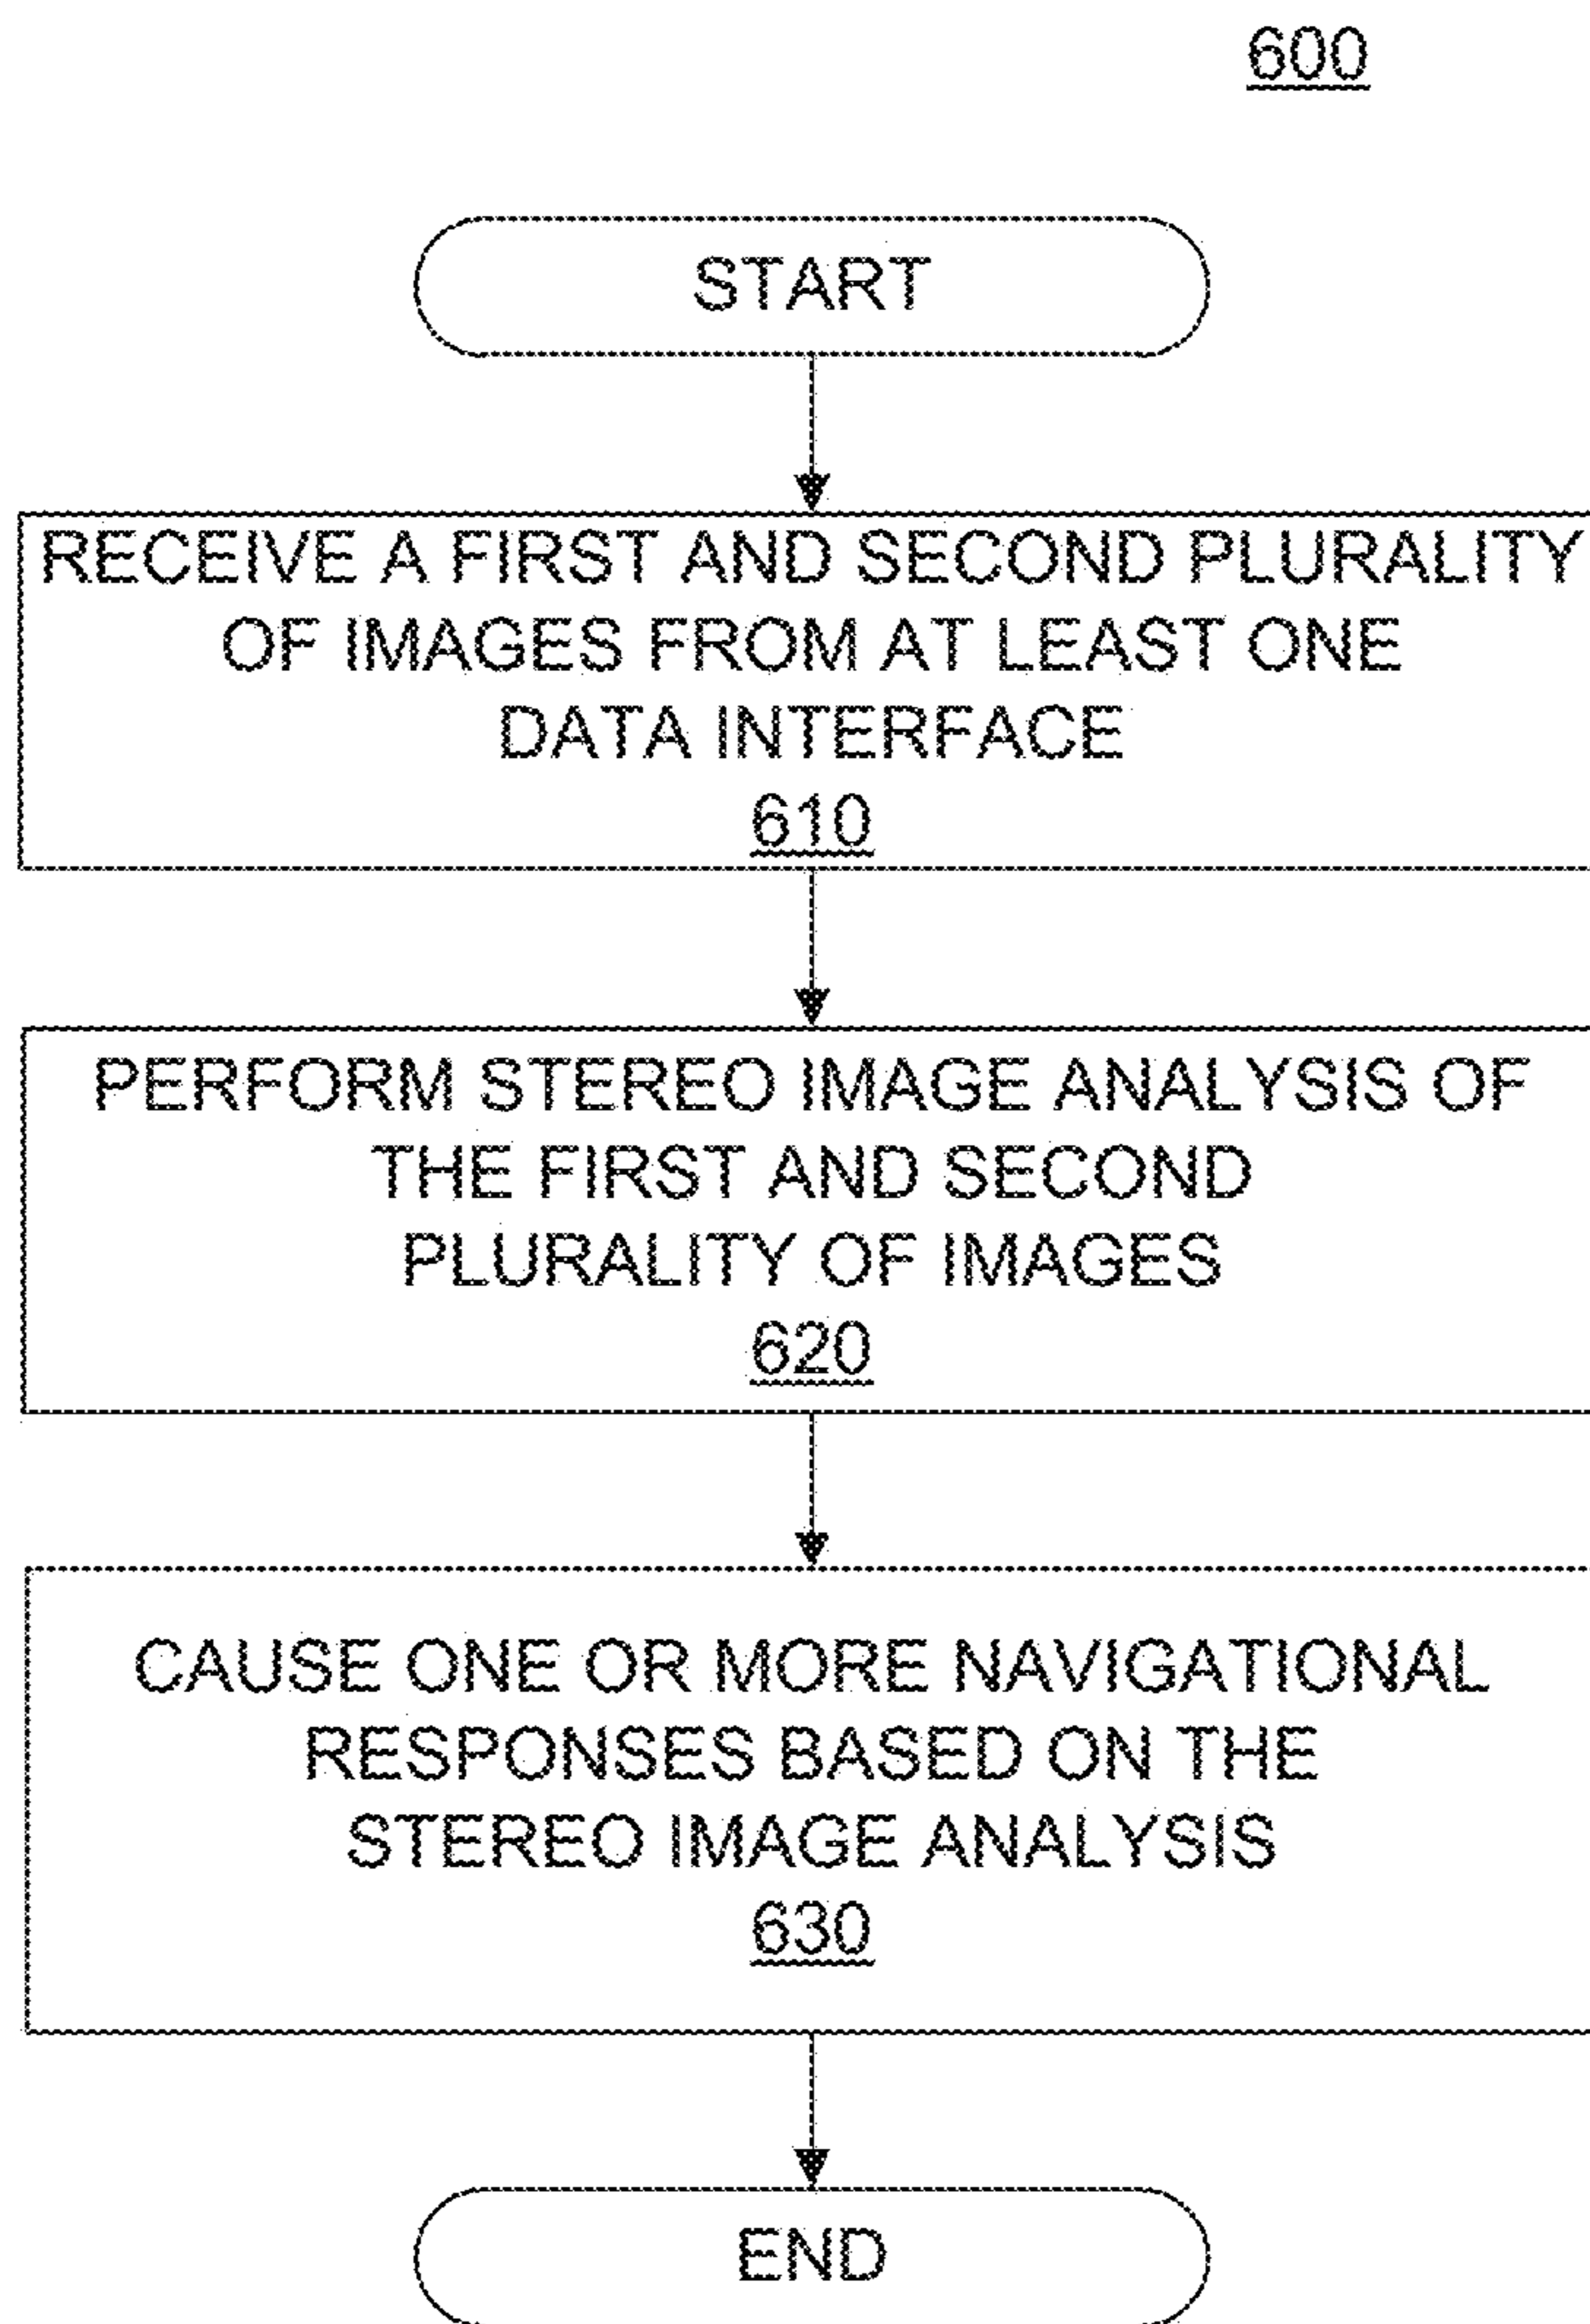 600
START
RECEIVE A FIRST AND SECOND PLURALITY
OF IMAGES FROM AT LEAST ONE
DATA INTERFACE
610
PERFORM STEREO IMAGE ANALYSIS OF
THE FIRST AND SECOND
PLURALITY OF IMAGES
620
CAUSE ONE OR MORE NAVIGATIONAL
RESPONSES BASED ON THE
STEREO IMAGE ANALYSIS
630
END